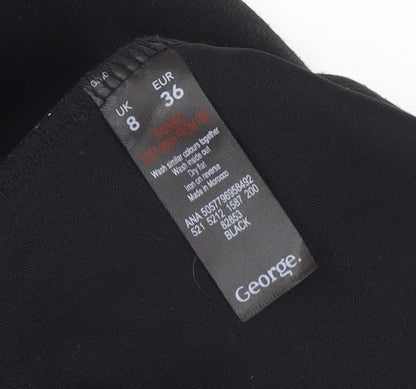 UK EUR
8 36
Wash similar colours together
Wash inside out
Dry flat
Iron on reverse
Made in Morocco
ANA 5057796958492
521 5212 1587 200
82853
BLACK
George.